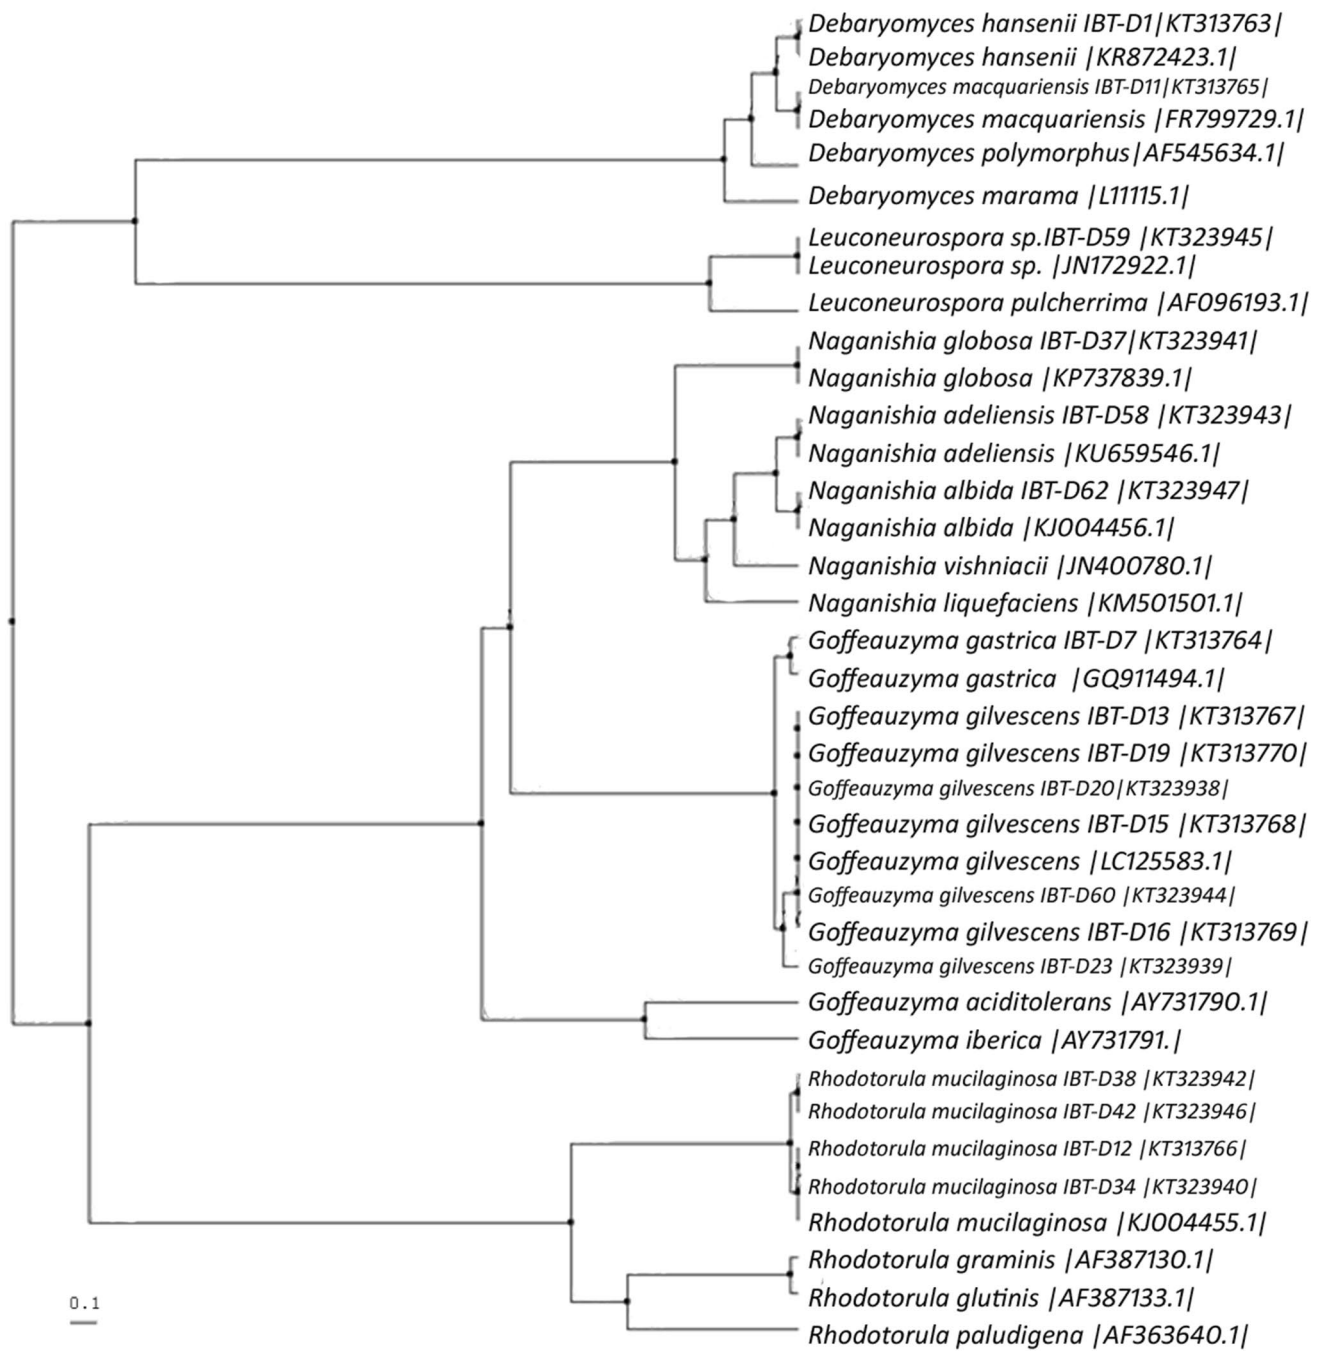 Debaryomyces hansenii IBT-D1|KT313763|
Debaryomyces hansenii |KR872423.1|
Debaryomyces macquariensis IBT-D11|KT313765|
Debaryomyces macquariensis |FR799729.1|
Debaryomyces polymorphus|AF545634.1|
Debaryomyces marama |L11115.1|
Leuconeurospora sp.IBT-D59 |KT323945|
Leuconeurospora sp. |JN172922.1|
Leuconeurospora pulcherrima |AF096193.1|
Naganishia globosa IBT-D37|KT323941|
Naganishia globosa |KP737839.1|
Naganishia adeliensis IBT-D58 |KT323943|
Naganishia adeliensis |KU659546.1|
Naganishia albida IBT-D62 |KT323947|
Naganishia albida |KJ004456.1|
Naganishia vishniacii |JN400780.1|
Naganishia liquefaciens |KM501501.1|
Goffeauzyma gastrica IBT-D7 |KT313764|
Goffeauzyma gastrica |GQ911494.1|
Goffeauzyma gilvescens IBT-D13 |KT313767|
Goffeauzyma gilvescens IBT-D19 |KT313770|
Goffeauzyma gilvescens IBT-D20|KT323938|
Goffeauzyma gilvescens IBT-D15 |KT313768|
Goffeauzyma gilvescens |LC125583.1|
Goffeauzyma gilvescens IBT-D60 |KT323944|
Goffeauzyma gilvescens IBT-D16 |KT313769|
Goffeauzyma gilvescens IBT-D23 |KT323939|
Goffeauzyma aciditolerans |AY731790.1|
Goffeauzyma iberica |AY731791.|
Rhodotorula mucilaginosa IBT-D38 |KT323942|
Rhodotorula mucilaginosa IBT-D42 |KT323946|
Rhodotorula mucilaginosa IBT-D12 |KT313766|
Rhodotorula mucilaginosa IBT-D34 |KT323940|
Rhodotorula mucilaginosa |KJ004455.1|
Rhodotorula graminis |AF387130.1|
Rhodotorula glutinis |AF387133.1|
Rhodotorula paludigena |AF363640.1|
0.1